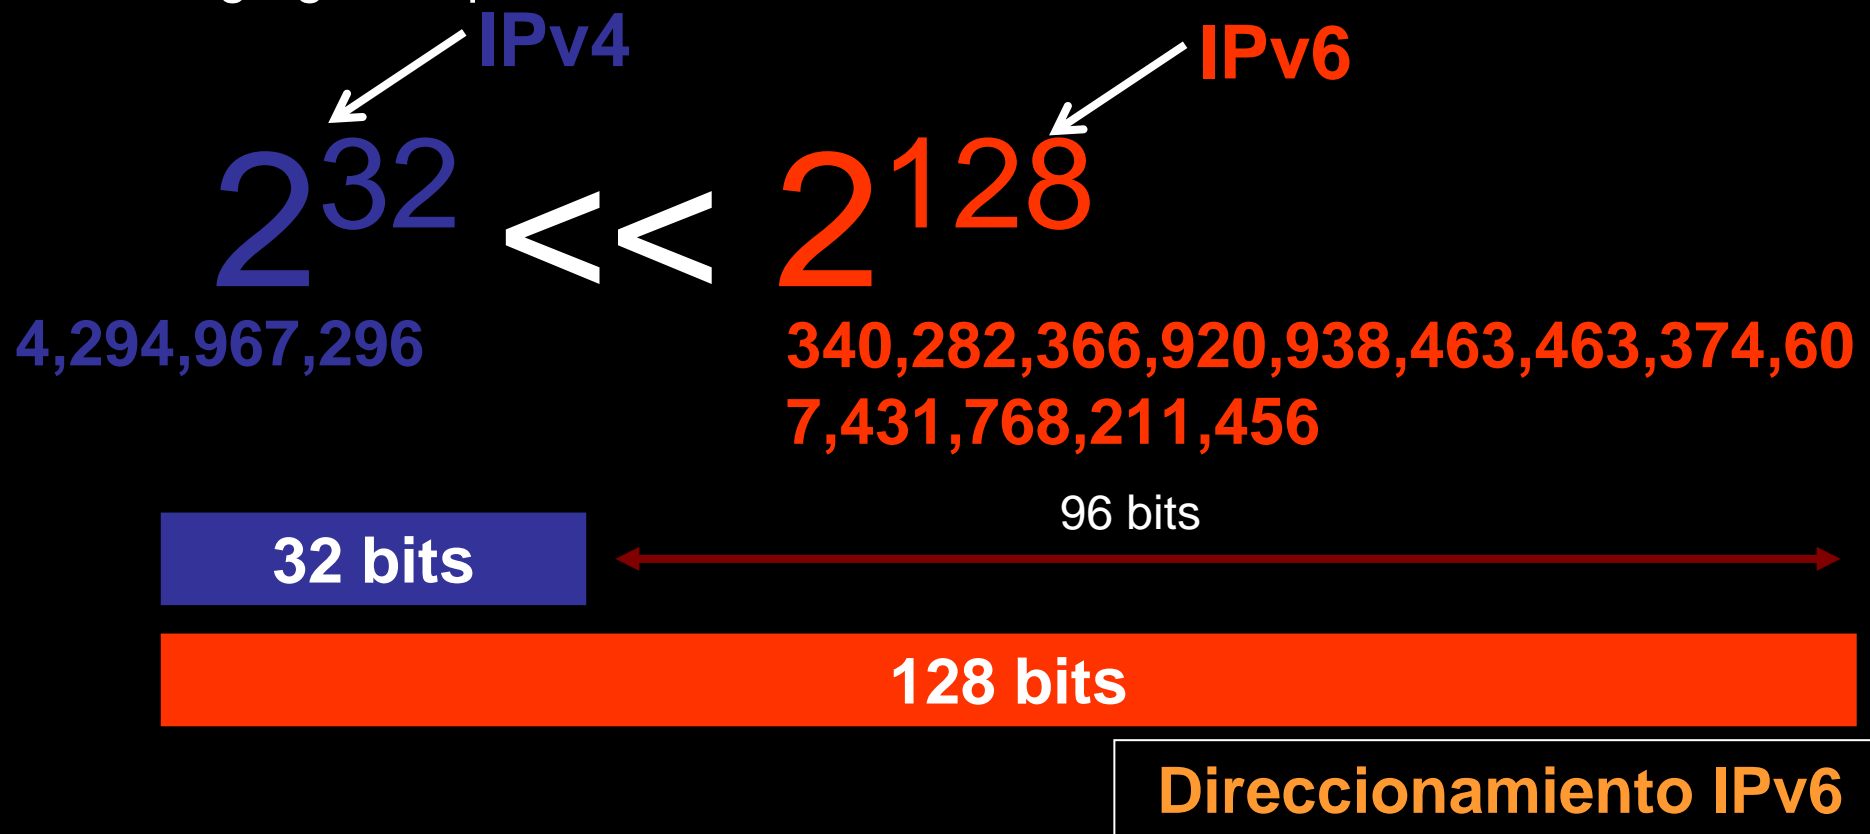 IPv4
IPv6
2^32 << 2^128
4,294,967,296
340,282,366,920,938,463,463,374,60
7,431,768,211,456
96 bits
32 bits
128 bits
Direccionamiento IPv6